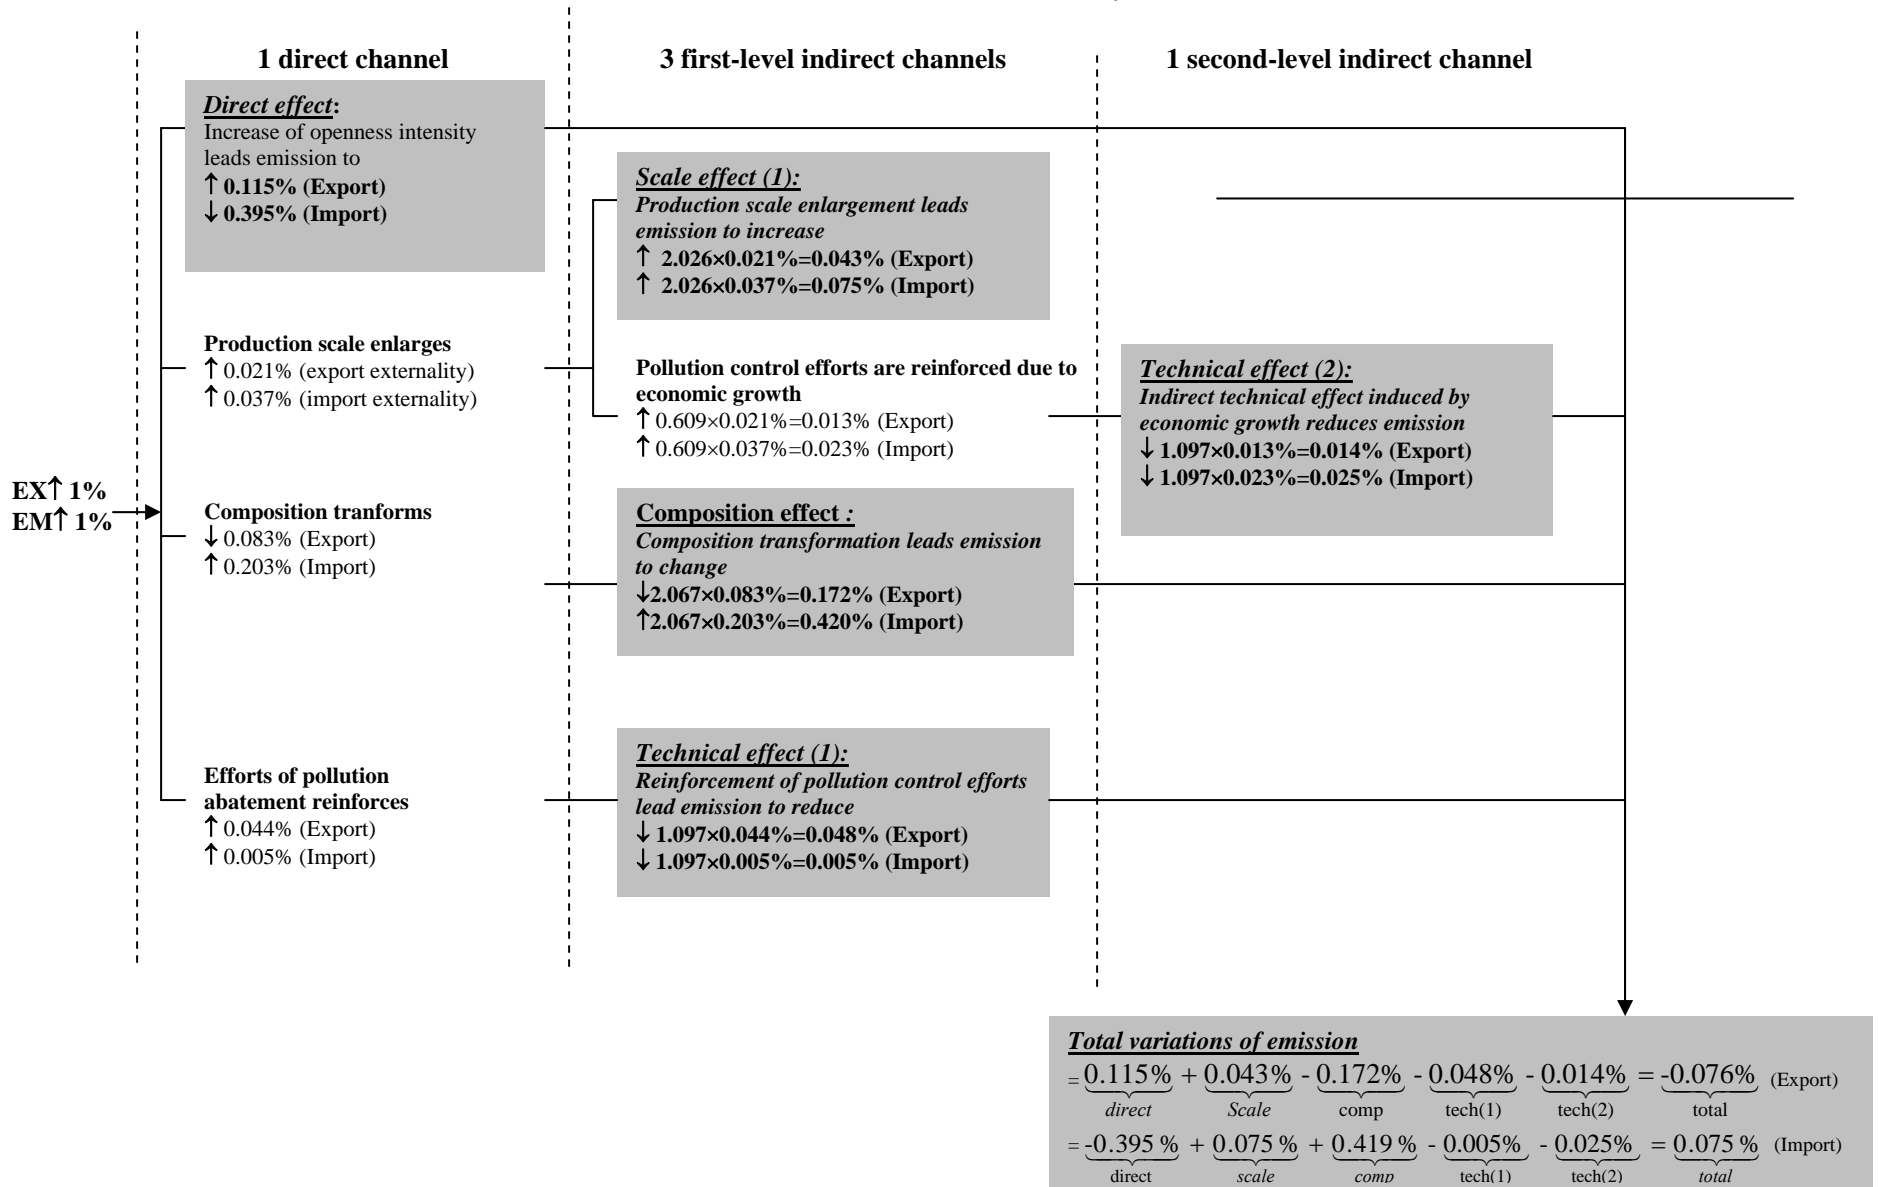 1 direct channel
3 first-level indirect channels
1 second-level indirect channel
Direct effect:
Increase of openness intensity
leads emission to
↑ 0.115% (Export)
↓ 0.395% (Import)
Scale effect (1):
Production scale enlargement leads
emission to increase
↑ 2.026×0.021%=0.043% (Export)
↑ 2.026×0.037%=0.075% (Import)
Production scale enlarges
↑ 0.021% (export externality)
↑ 0.037% (import externality)
Pollution control efforts are reinforced due to
economic growth
↑ 0.609×0.021%=0.013% (Export)
↑ 0.609×0.037%=0.023% (Import)
Technical effect (2):
Indirect technical effect induced by
economic growth reduces emission
↓ 1.097×0.013%=0.014% (Export)
↓ 1.097×0.023%=0.025% (Import)
EX↑ 1%
EM↑ 1%
Composition tranforms
↓ 0.083% (Export)
↑ 0.203% (Import)
Composition effect :
Composition transformation leads emission
to change
↓2.067×0.083%=0.172% (Export)
↑2.067×0.203%=0.420% (Import)
Efforts of pollution
abatement reinforces
↑ 0.044% (Export)
↑ 0.005% (Import)
Technical effect (1):
Reinforcement of pollution control efforts
lead emission to reduce
↓ 1.097×0.044%=0.048% (Export)
↓ 1.097×0.005%=0.005% (Import)
Total variations of emission
= 0.115% + 0.043% - 0.172% - 0.048% - 0.014% = -0.076% (Export)
direct Scale comp tech(1) tech(2) total
= -0.395 % + 0.075 % + 0.419 % - 0.005% - 0.025% = 0.075 % (Import)
direct scale comp tech(1) tech(2) total